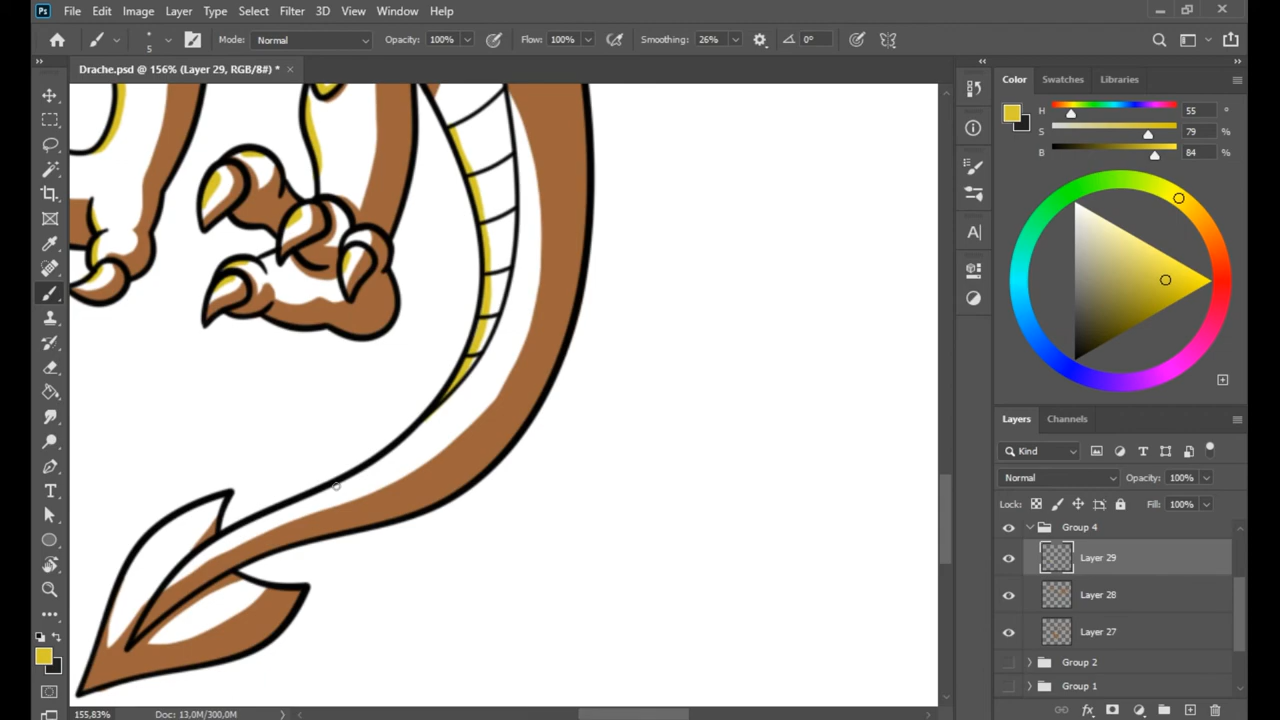 Ps File Edit Image Layer Type Select Filter 3D View Window Help
5 Mode: Normal Opacity: 100% Flow: 100% Smoothing: 26% 0°
Drache.psd @ 156% (Layer 29, RGB/8#) * ×
Color Swatches Libraries
H 55 °
S 79 %
B 84 %
Layers Channels
Kind
Normal Opacity: 100%
Lock: Fill: 100%
Group 4
Layer 29
Layer 28
Layer 27
Group 2
Group 1
155,83% Doc: 13,0M/300,0M